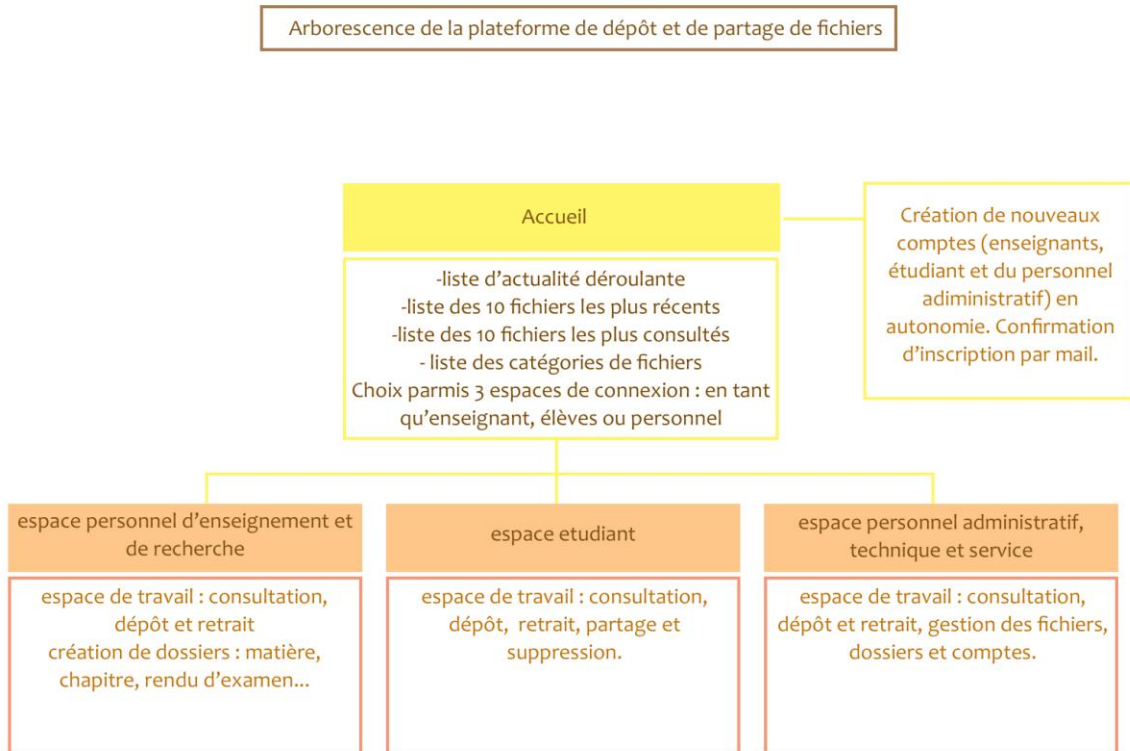 Arborescence de la plateforme de dépôt et de partage de fichiers
Accueil
-liste d'actualité déroulante
-liste des 10 fichiers les plus récents
-liste des 10 fichiers les plus consultés
- liste des catégories de fichiers
Choix parmis 3 espaces de connexion : en tant
qu'enseignant, élèves ou personnel
Création de nouveaux
comptes (enseignants,
étudiant et du personnel
adiministratif) en
autonomie. Confirmation
d'inscription par mail.
espace personnel d'enseignement et
de recherche
espace de travail : consultation,
dépôt et retrait
création de dossiers : matière,
chapitre, rendu d'examen...
espace etudiant
espace de travail : consultation,
dépôt, retrait, partage et
suppression.
espace personnel administratif,
technique et service
espace de travail : consultation,
dépôt et retrait, gestion des fichiers,
dossiers et comptes.